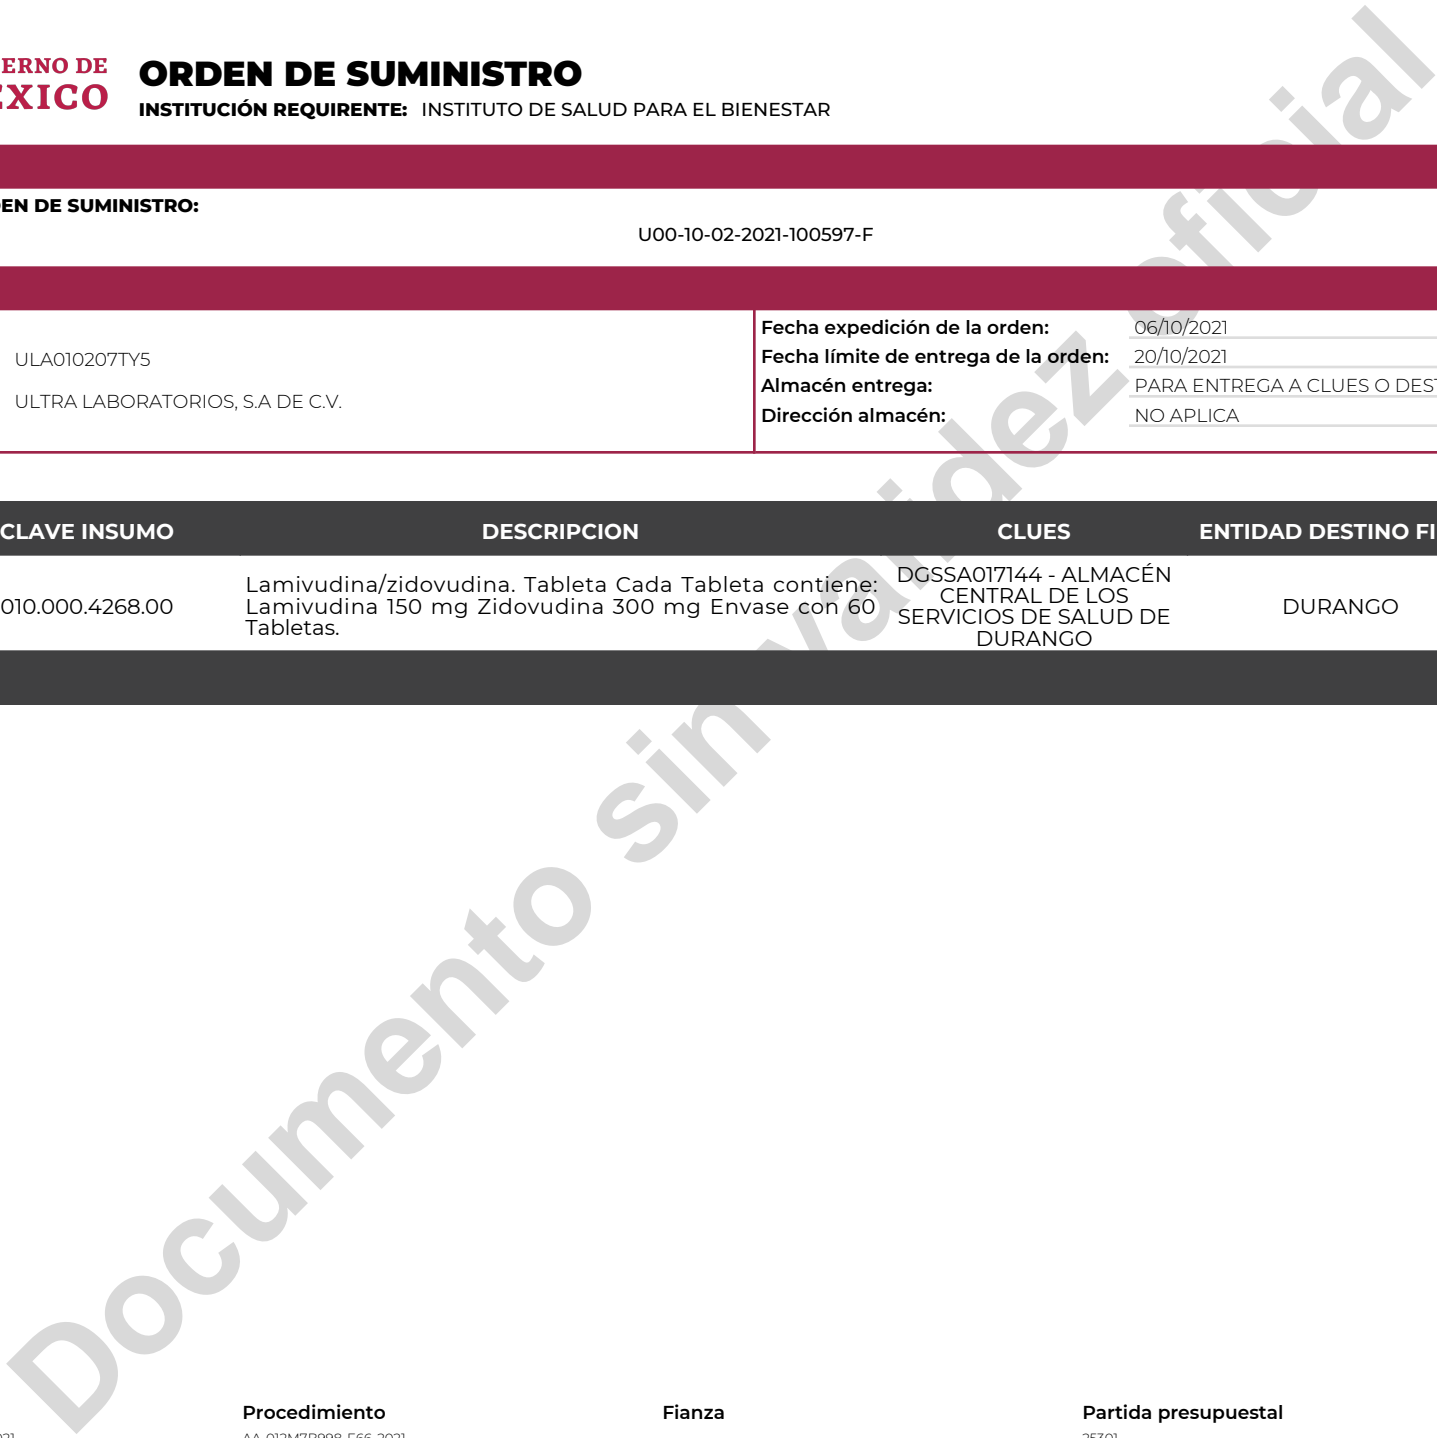 ERNO DE
EXICO
ORDEN DE SUMINISTRO
INSTITUCIÓN REQUIRENTE: INSTITUTO DE SALUD PARA EL BIENESTAR
EN DE SUMINISTRO:
U00-10-02-2021-100597-F
ULA010207TY5
ULTRA LABORATORIOS, S.A DE C.V.
Fecha expedición de la orden: 06/10/2021
Fecha límite de entrega de la orden: 20/10/2021
Almacén entrega: PARA ENTREGA A CLUES O DEST
Dirección almacén: NO APLICA
CLAVE INSUMO DESCRIPCION CLUES ENTIDAD DESTINO FI
010.000.4268.00
Lamivudina/zidovudina. Tableta Cada Tableta contiene:
Lamivudina 150 mg Zidovudina 300 mg Envase con 60
Tabletas.
DGSSA017144 - ALMACÉN
CENTRAL DE LOS
SERVICIOS DE SALUD DE
DURANGO
DURANGO
Documento sin validez oficial
Procedimiento Fianza Partida presupuestal